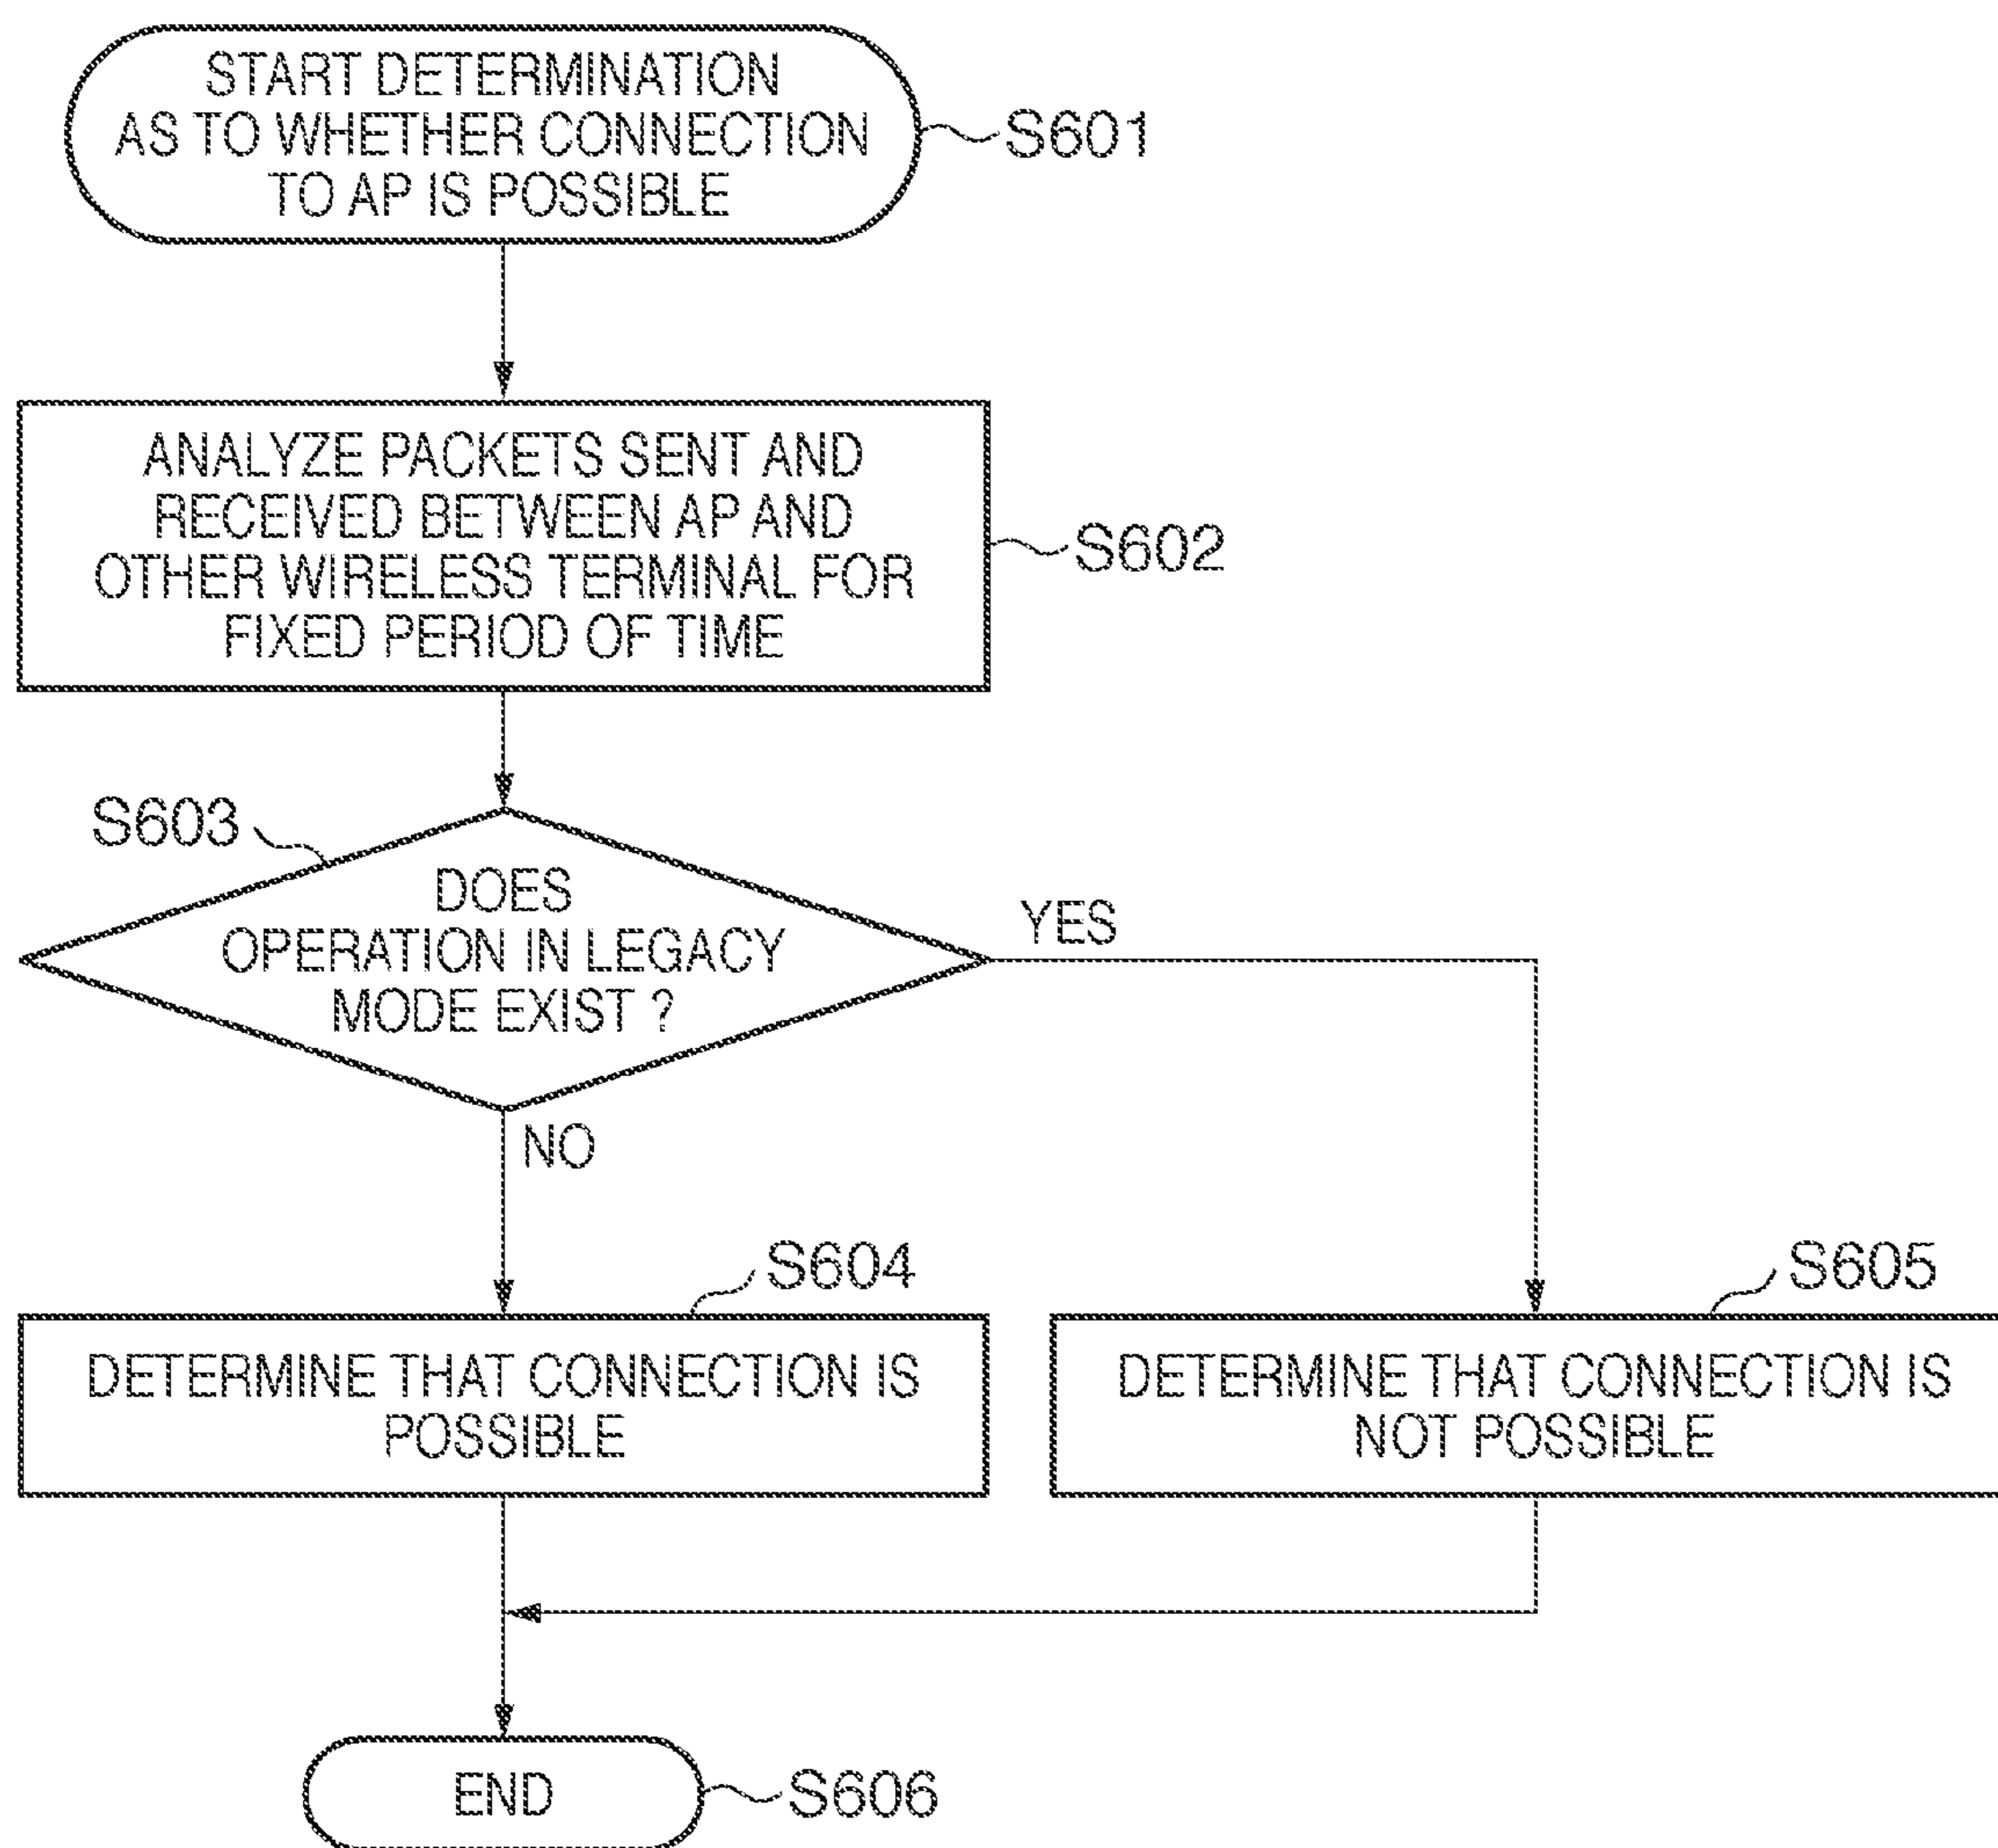 START DETERMINATION
AS TO WHETHER CONNECTION
TO AP IS POSSIBLE
S601
ANALYZE PACKETS SENT AND
RECEIVED BETWEEN AP AND
OTHER WIRELESS TERMINAL FOR
FIXED PERIOD OF TIME
S602
S603
DOES
OPERATION IN LEGACY
MODE EXIST ?
YES
NO
S604
DETERMINE THAT CONNECTION IS
POSSIBLE
S605
DETERMINE THAT CONNECTION IS
NOT POSSIBLE
END
S606